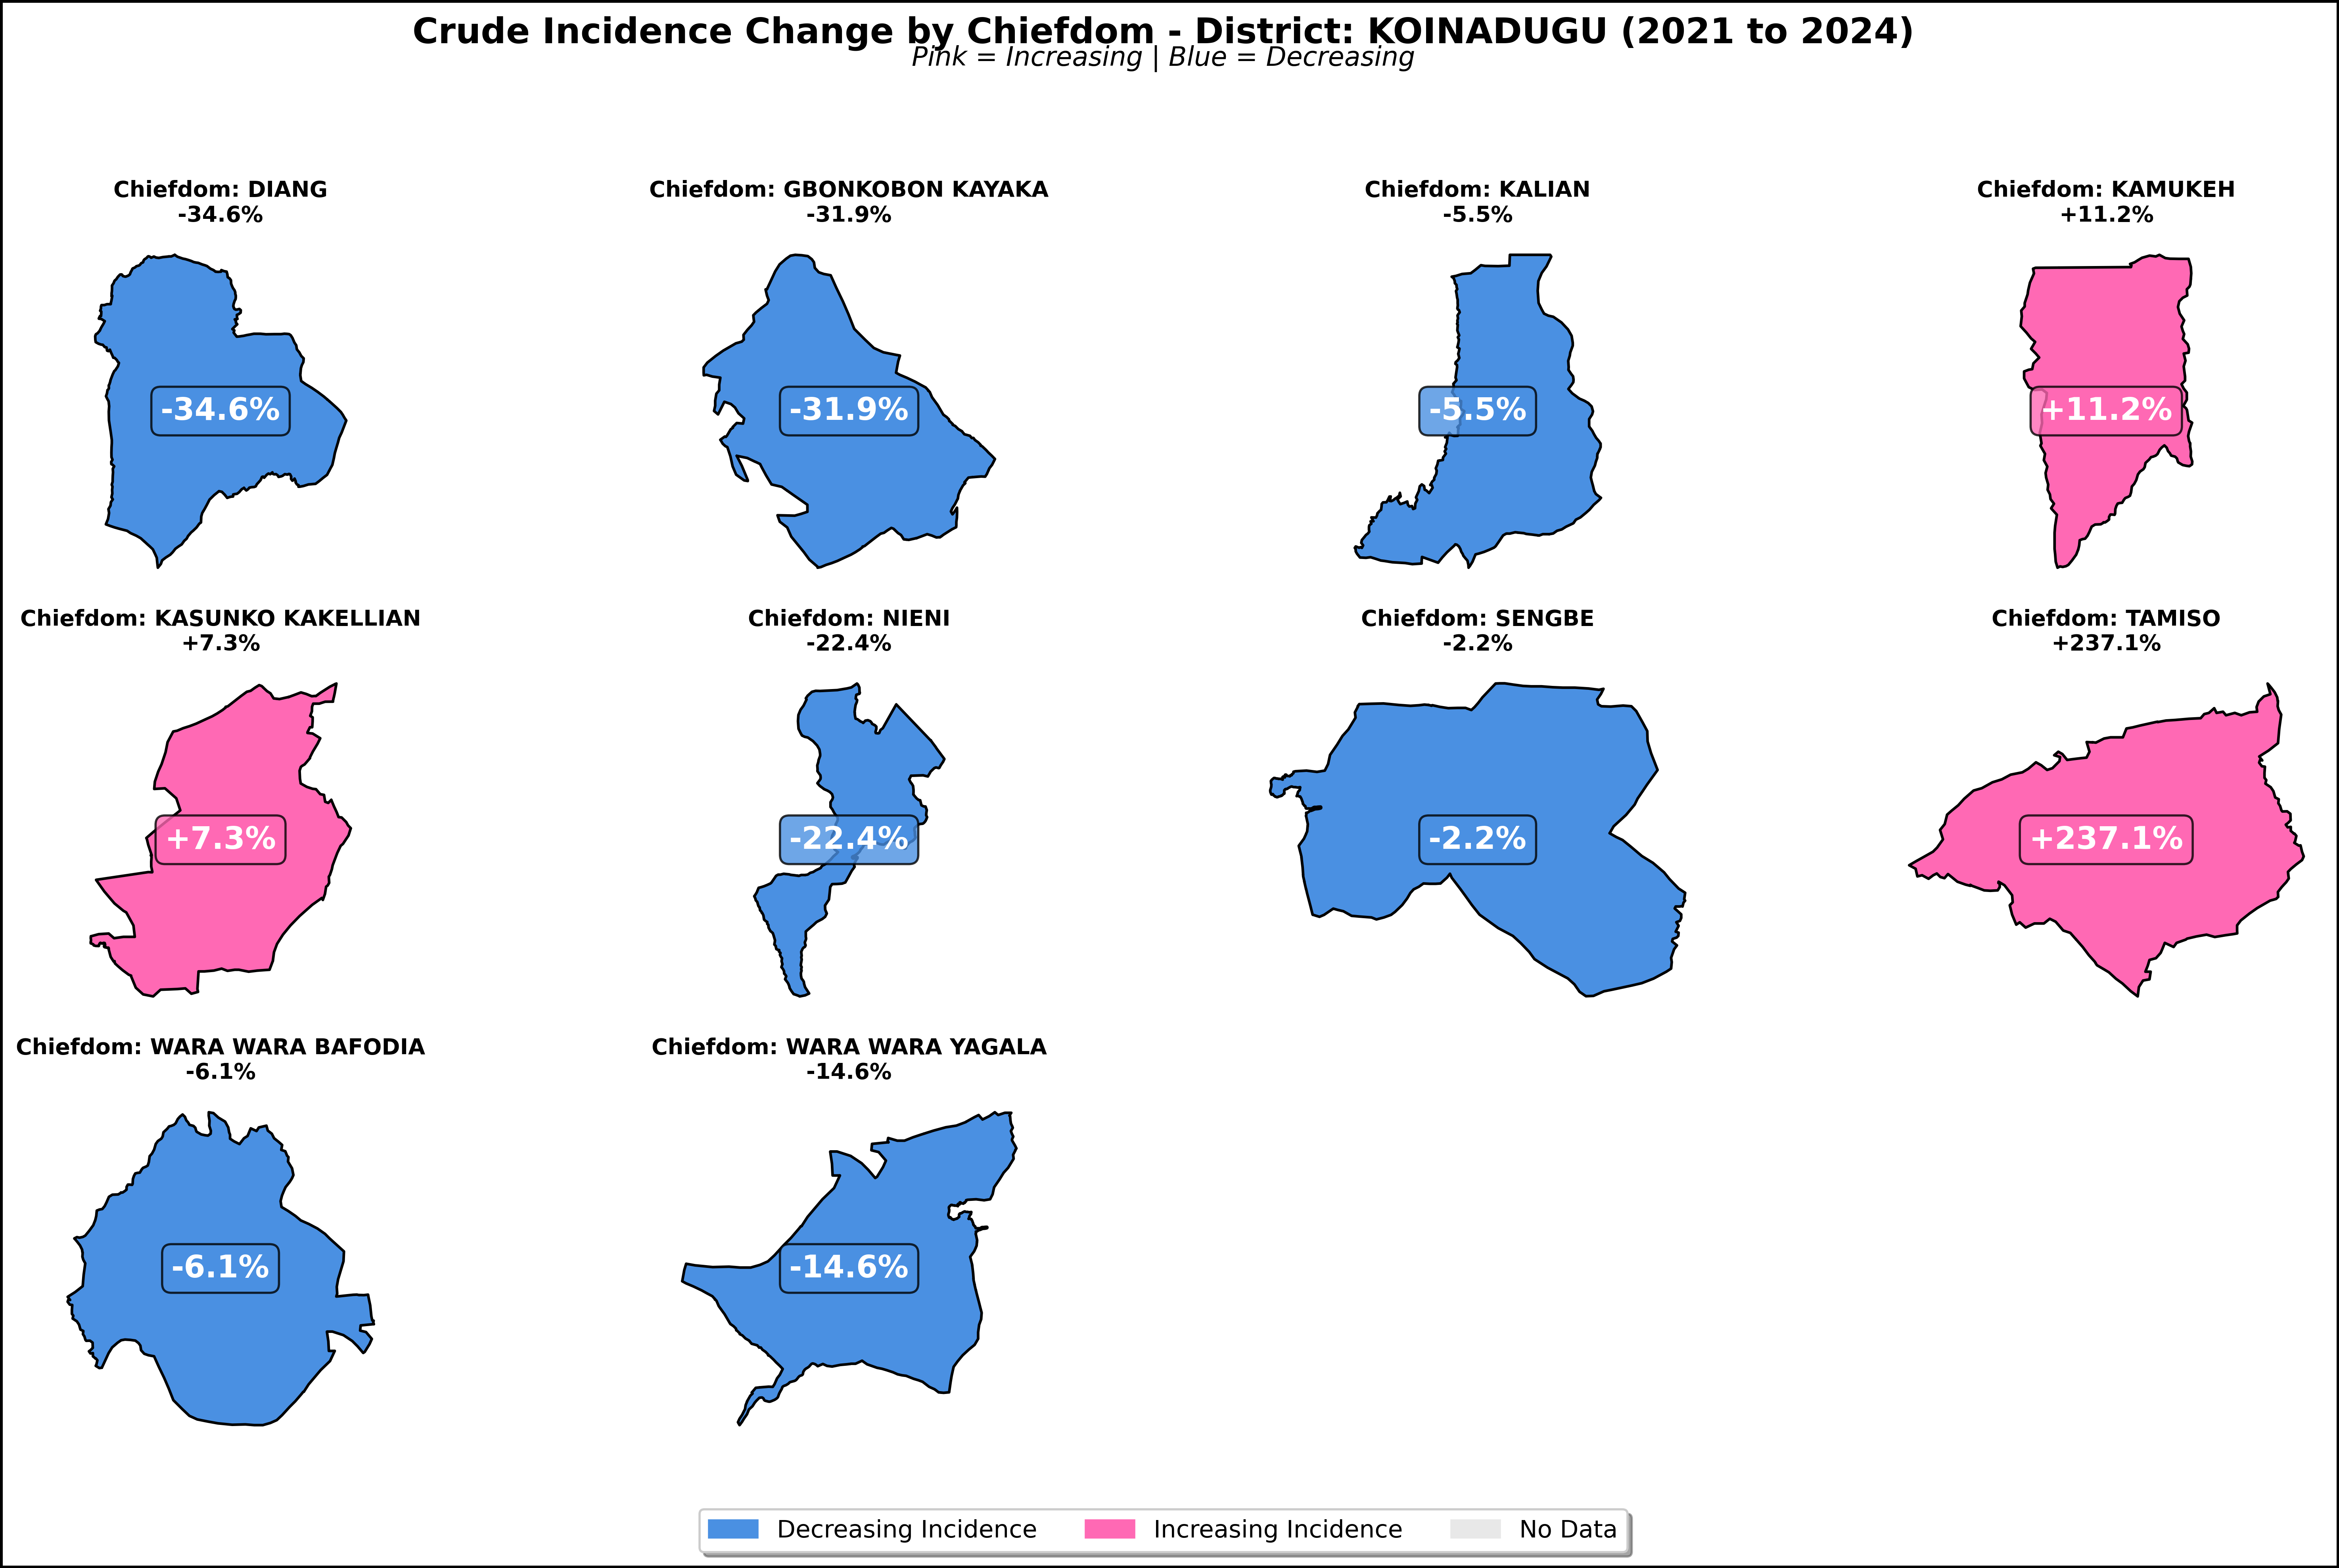 Crude Incidence Change by Chiefdom - District: KOINADUGU (2021 to 2024)
Pink = Increasing | Blue = Decreasing
Chiefdom: DIANG
-34.6%
-34.6%
Chiefdom: GBONKOBON KAYAKA
-31.9%
-31.9%
Chiefdom: KALIAN
-5.5%
-5.5%
Chiefdom: KAMUKEH
+11.2%
+11.2%
Chiefdom: KASUNKO KAKELLIAN
+7.3%
+7.3%
Chiefdom: NIENI
-22.4%
-22.4%
Chiefdom: SENGBE
-2.2%
-2.2%
Chiefdom: TAMISO
+237.1%
+237.1%
Chiefdom: WARA WARA BAFODIA
-6.1%
-6.1%
Chiefdom: WARA WARA YAGALA
-14.6%
-14.6%
Decreasing Incidence
Increasing Incidence
No Data